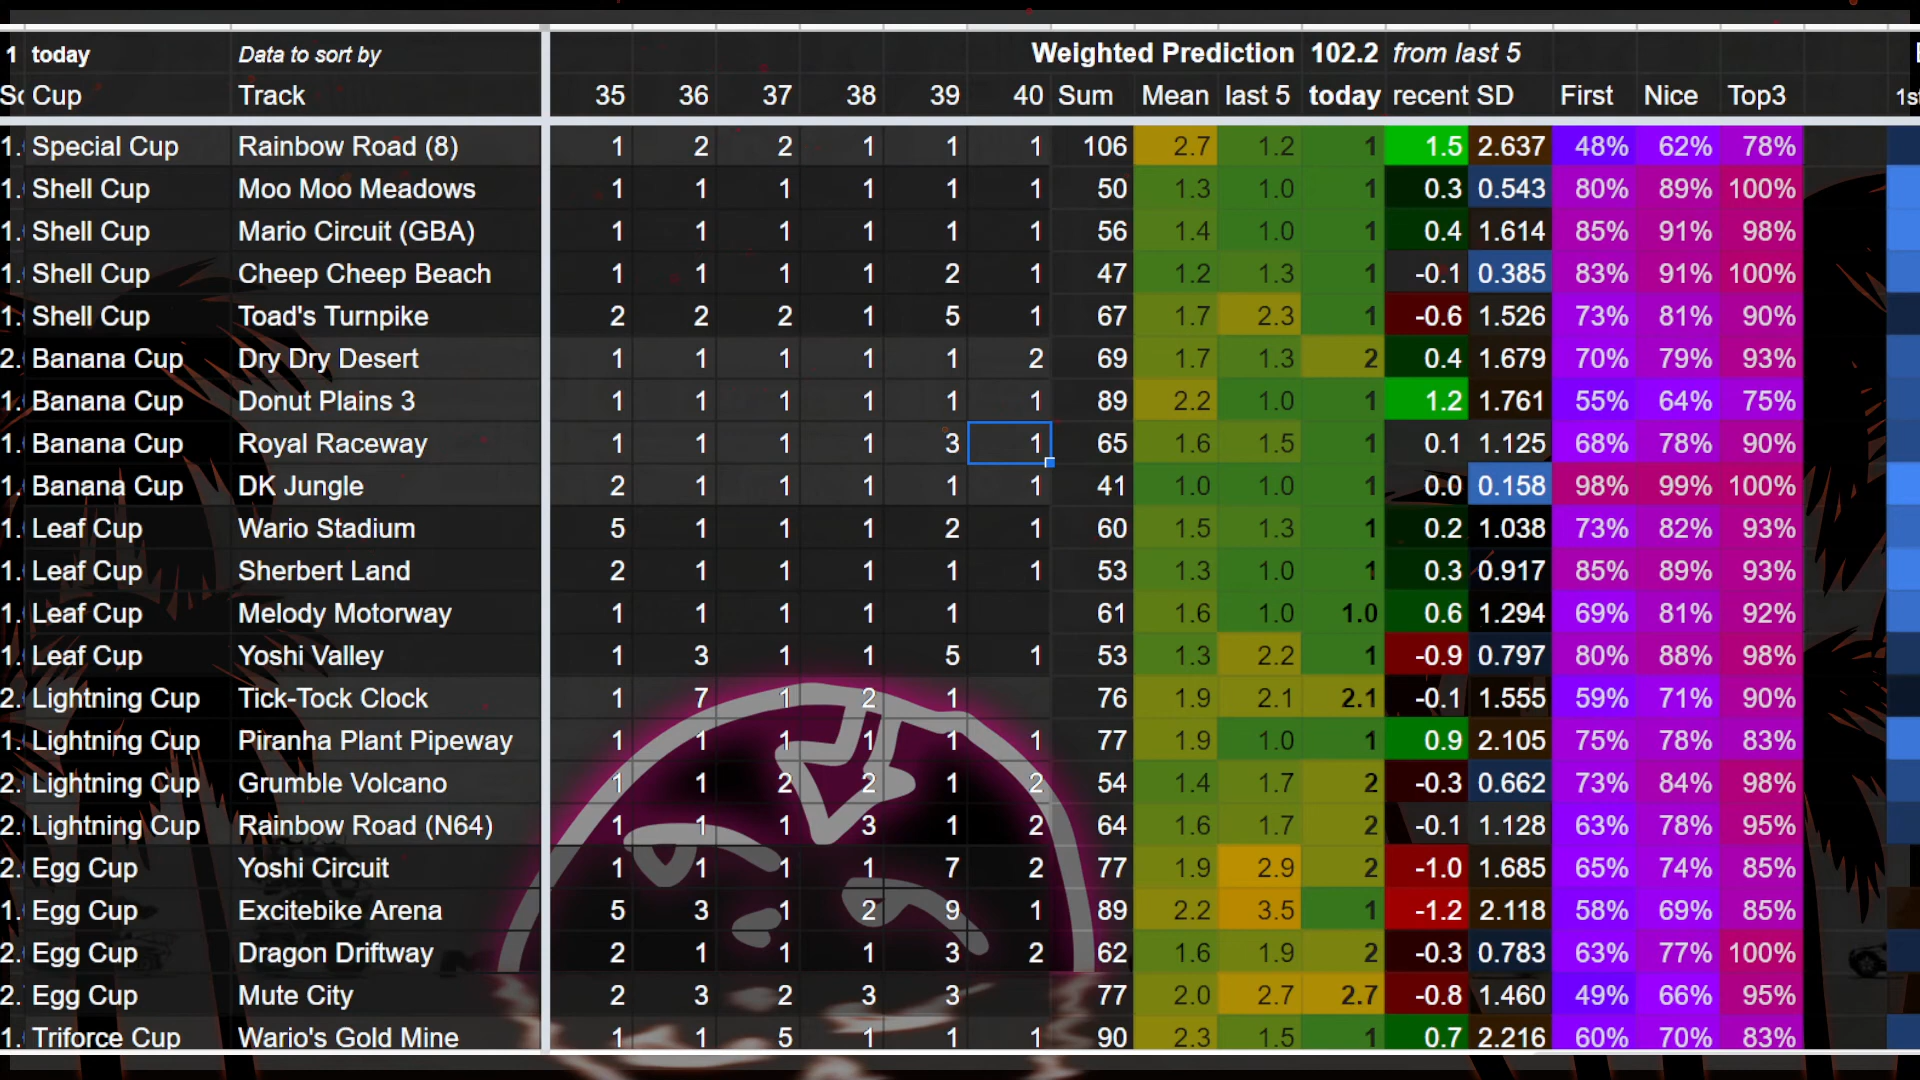 Weighted Prediction 102.2 from last 5
1 today Data to sort by
Cup Track 35 36 37 38 39 40 Sum Mean last 5 today recent SD First Nice Top3 1st
1. Special Cup Rainbow Road (8) 1 2 2 1 1 1 106 2.7 1.2 1 1.5 2.637 48% 62% 78%
1. Shell Cup Moo Moo Meadows 1 1 1 1 1 1 50 1.3 1.0 1 0.3 0.543 80% 89% 100%
1. Shell Cup Mario Circuit (GBA) 1 1 1 1 1 1 56 1.4 1.0 1 0.4 1.614 85% 91% 98%
1. Shell Cup Cheep Cheep Beach 1 1 1 1 2 1 47 1.2 1.3 1 -0.1 0.385 83% 91% 100%
1. Shell Cup Toad's Turnpike 2 2 2 1 5 1 67 1.7 2.3 1 -0.6 1.526 73% 81% 90%
2. Banana Cup Dry Dry Desert 1 1 1 1 1 2 69 1.7 1.3 2 0.4 1.679 70% 79% 93%
1. Banana Cup Donut Plains 3 1 1 1 1 1 1 89 2.2 1.0 1 1.2 1.761 55% 64% 75%
1. Banana Cup Royal Raceway 1 1 1 1 3 1 65 1.6 1.5 1 0.1 1.125 68% 78% 90%
1. Banana Cup DK Jungle 2 1 1 1 1 1 41 1.0 1.0 1 0.0 0.158 98% 99% 100%
1. Leaf Cup Wario Stadium 5 1 1 1 2 1 60 1.5 1.3 1 0.2 1.038 73% 82% 93%
1. Leaf Cup Sherbert Land 2 1 1 1 1 1 53 1.3 1.0 1 0.3 0.917 85% 89% 93%
1. Leaf Cup Melody Motorway 1 1 1 1 1 61 1.6 1.0 1.0 0.6 1.294 69% 81% 92%
1. Leaf Cup Yoshi Valley 1 3 1 1 5 1 53 1.3 2.2 1 -0.9 0.797 80% 88% 98%
2. Lightning Cup Tick-Tock Clock 1 7 1 2 1 76 1.9 2.1 2.1 -0.1 1.555 59% 71% 90%
1. Lightning Cup Piranha Plant Pipeway 1 1 1 1 1 1 77 1.9 1.0 1 0.9 2.105 75% 78% 83%
2. Lightning Cup Grumble Volcano 1 1 2 2 1 2 54 1.4 1.7 2 -0.3 0.662 73% 84% 98%
2. Lightning Cup Rainbow Road (N64) 1 1 1 3 1 2 64 1.6 1.7 2 -0.1 1.128 63% 78% 95%
2. Egg Cup Yoshi Circuit 1 1 1 1 7 2 77 1.9 2.9 2 -1.0 1.685 65% 74% 85%
1. Egg Cup Excitebike Arena 5 3 1 2 9 1 89 2.2 3.5 1 -1.2 2.118 58% 69% 85%
2. Egg Cup Dragon Driftway 2 1 1 1 3 2 62 1.6 1.9 2 -0.3 0.783 63% 77% 100%
2. Egg Cup Mute City 2 3 2 3 3 77 2.0 2.7 2.7 -0.8 1.460 49% 66% 95%
1. Triforce Cup Wario's Gold Mine 1 1 5 1 1 1 90 2.3 1.5 1 0.7 2.216 60% 70% 83%